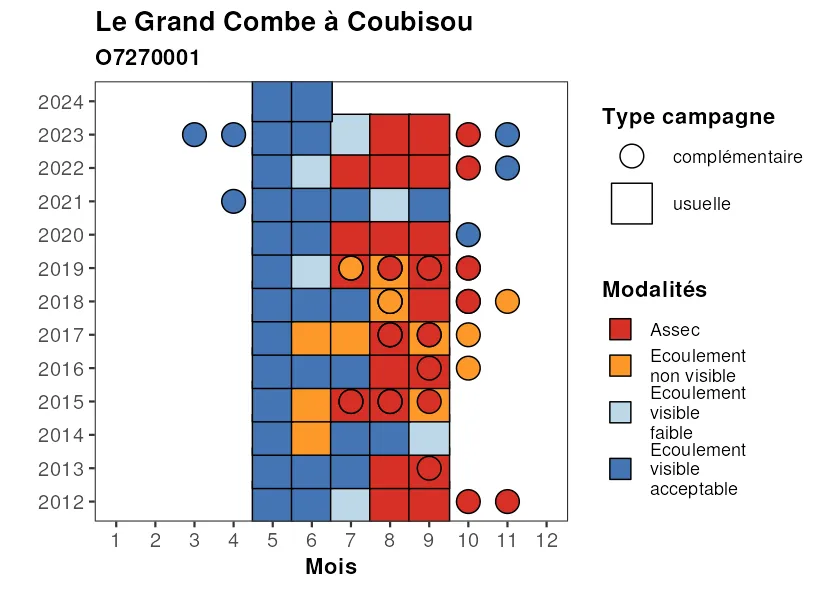 Le Grand Combe à Coubisou
O7270001
2024
2023
2022
2021
2020
2019
2018
2017
2016
2015
2014
2013
2012
1 2 3 4 5 6 7 8 9 10 11 12
Mois
Type campagne
complémentaire
usuelle
Modalités
Assec
Ecoulement
non visible
Ecoulement
visible
faible
Ecoulement
visible
acceptable